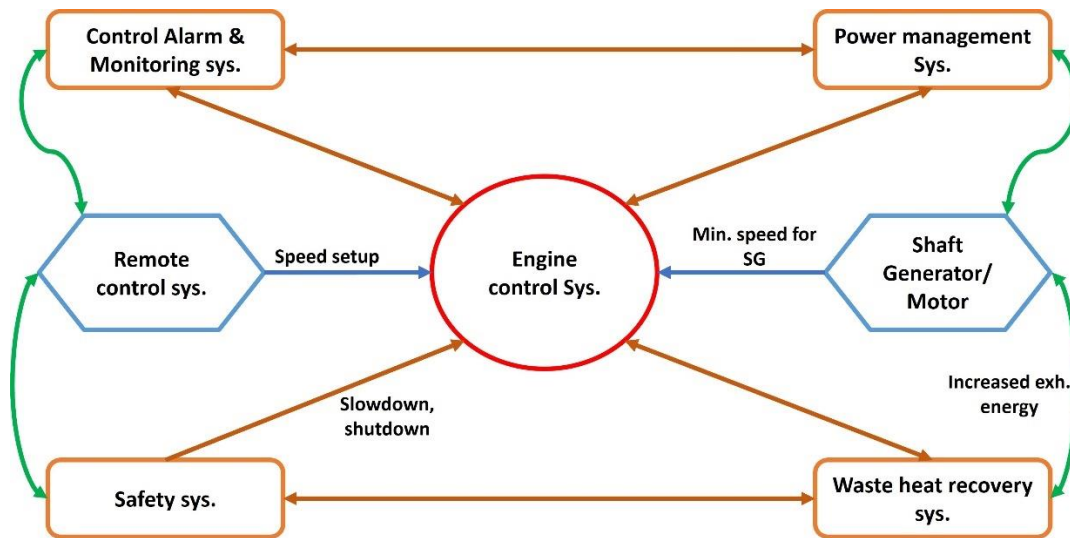 Control Alarm &
Monitoring sys.
Power management
Sys.
Remote
control sys.
Speed setup
Engine
control Sys.
Min. speed for
SG
Shaft
Generator/
Motor
Slowdown,
shutdown
Increased exh.
energy
Safety sys.
Waste heat recovery
sys.